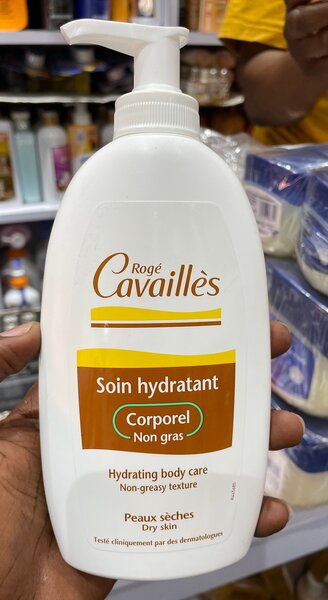 Rogé
Cavaillès
Soin hydratant
Corporel
Non gras
Hydrating body care
Non-greasy texture
Peaux sèches
Dry skin
Testé cliniquement par des dermatologues